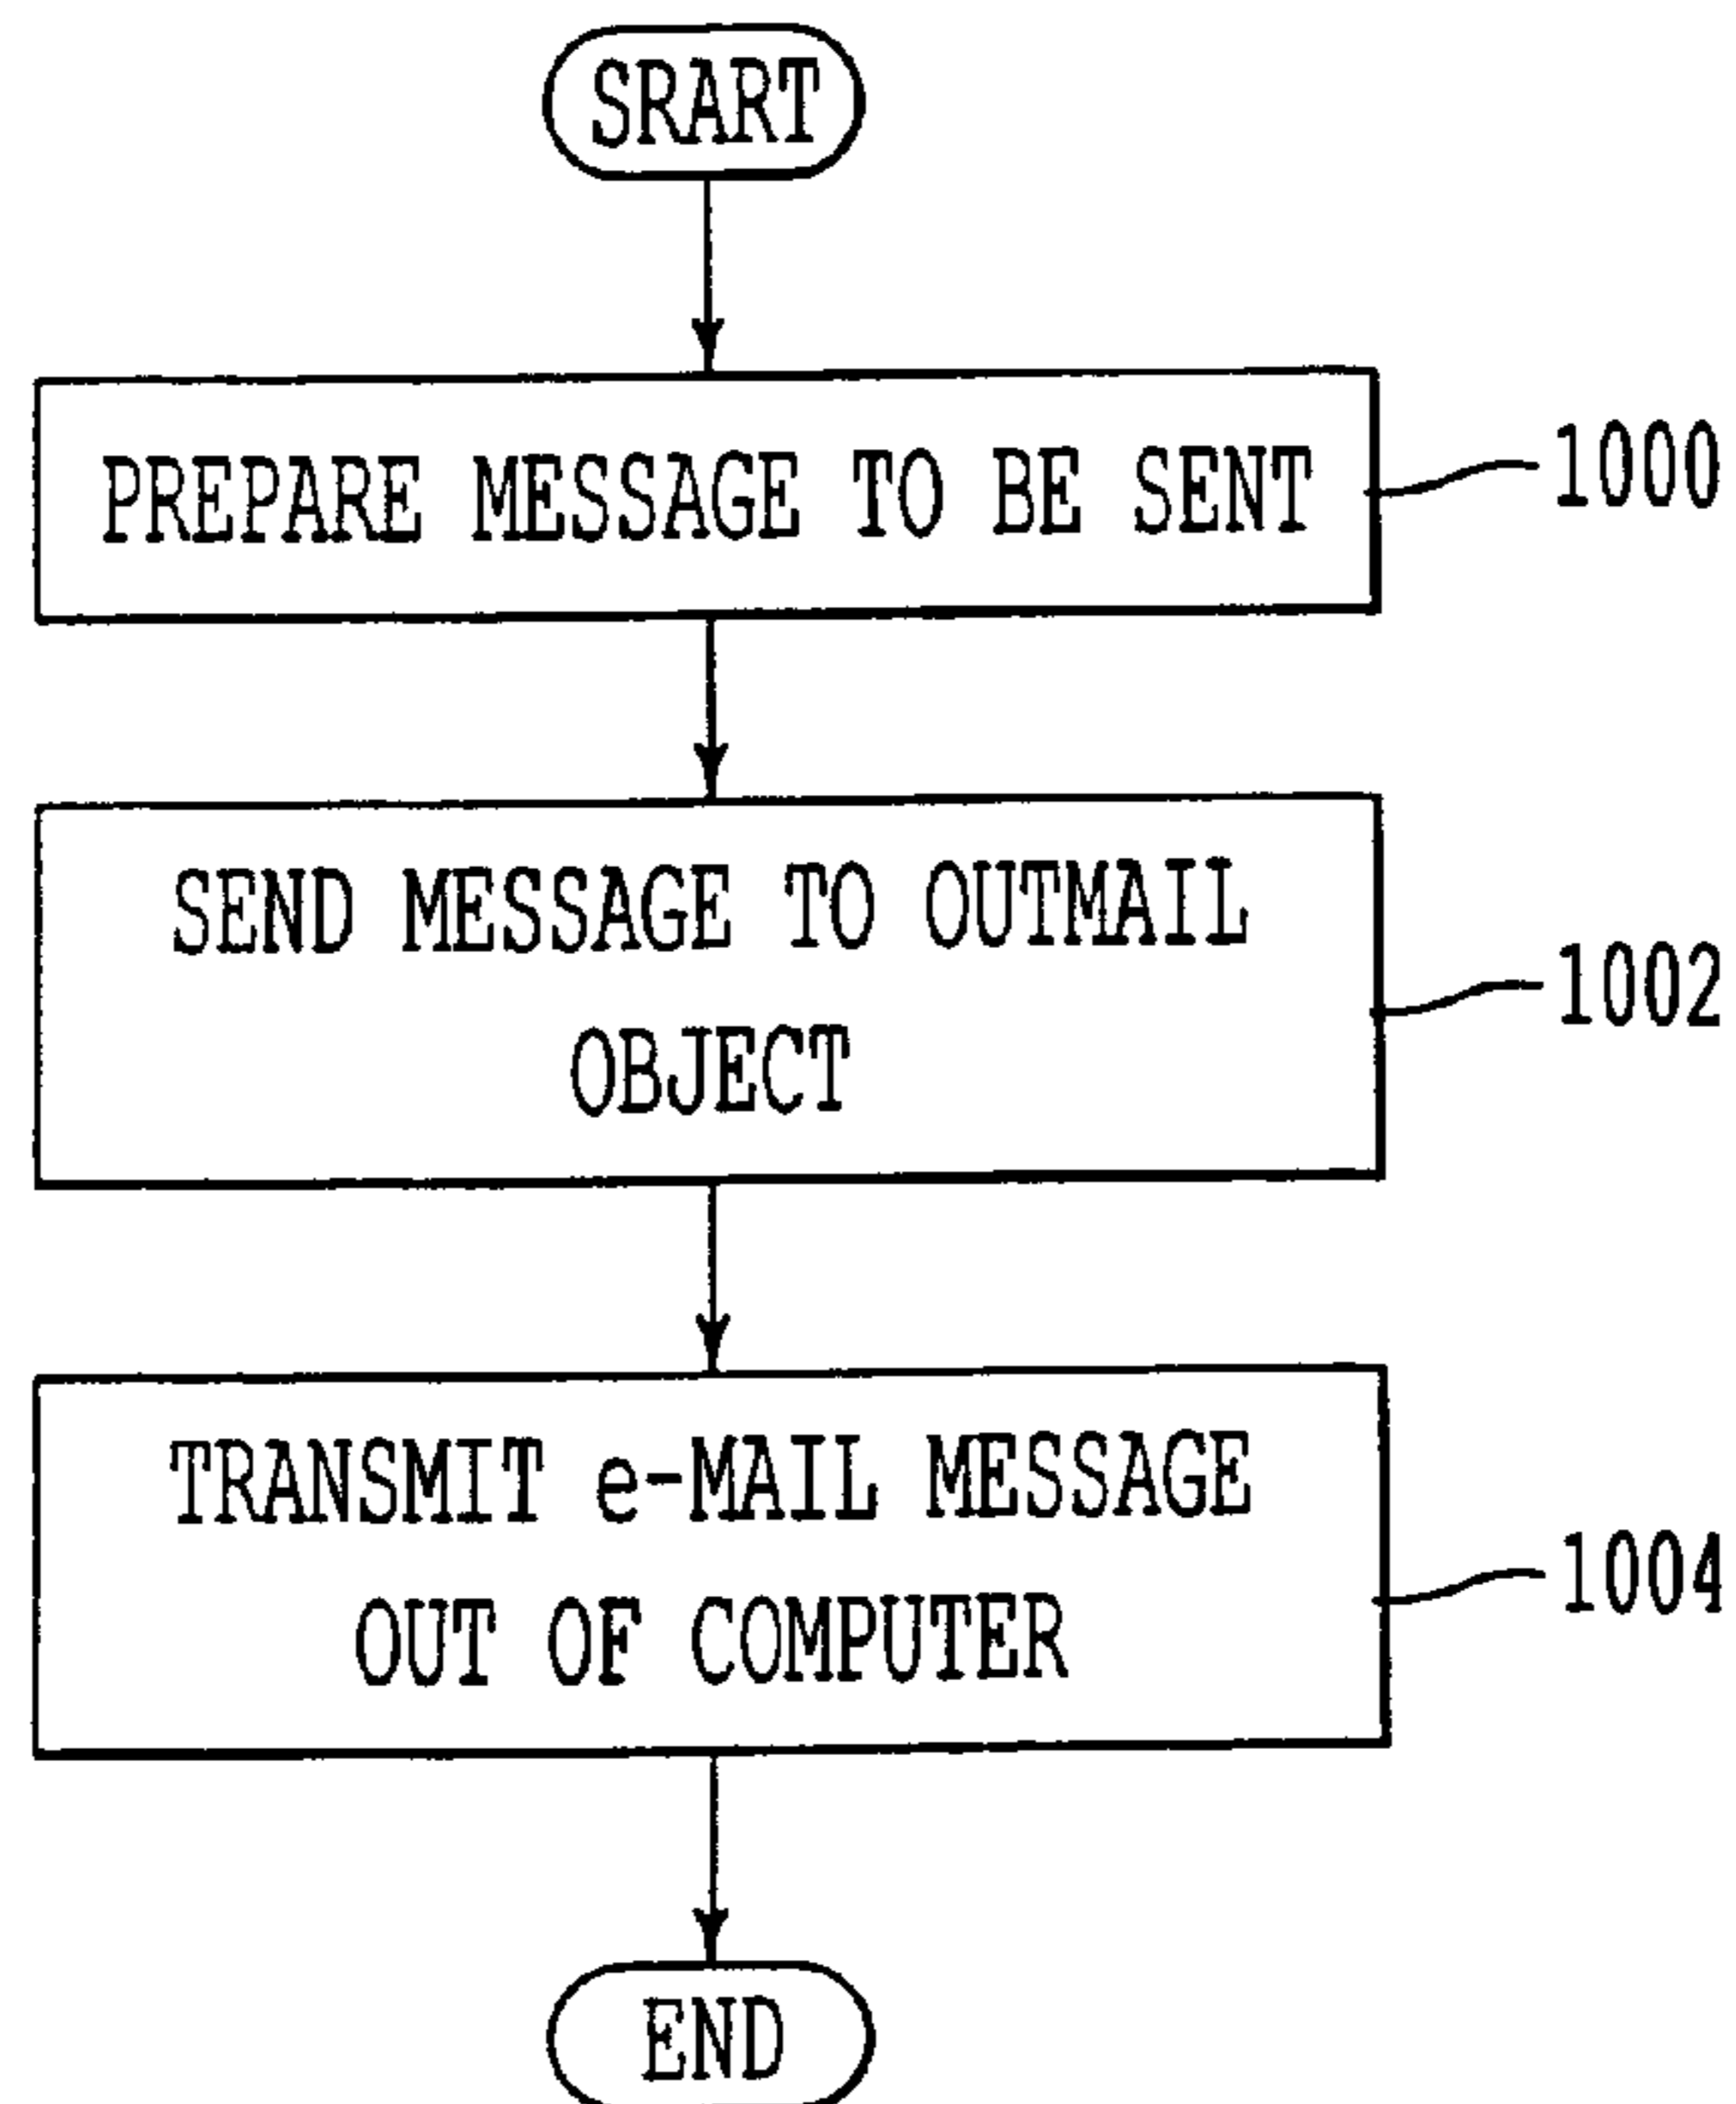 SRART
PREPARE MESSAGE TO BE SENT
1000
SEND MESSAGE TO OUTMAIL
OBJECT
1002
TRANSMIT e-MAIL MESSAGE
OUT OF COMPUTER
1004
END